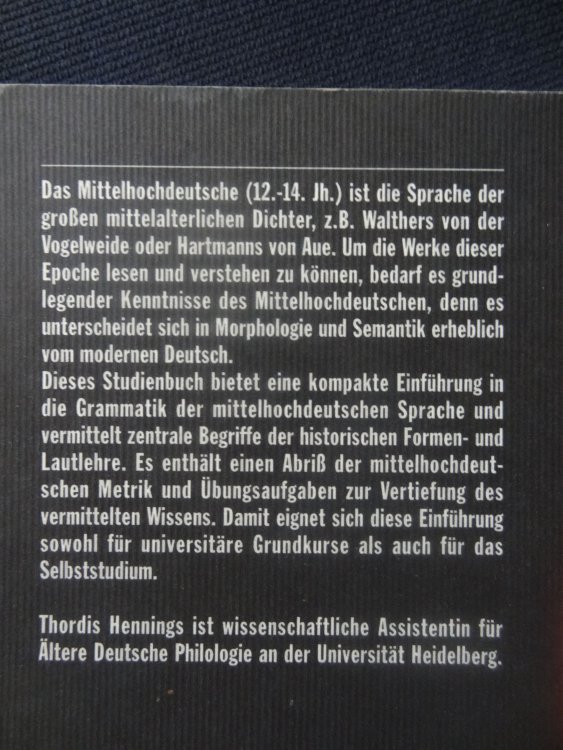 Das Mittelhochdeutsche (12.-14. Jh.) ist die Sprache der
großen mittelalterlichen Dichter, z.B. Walthers von der
Vogelweide oder Hartmanns von Aue. Um die Werke dieser
Epoche lesen und verstehen zu können, bedarf es grund-
legender Kenntnisse des Mittelhochdeutschen, denn es
unterscheidet sich in Morphologie und Semantik erheblich
vom modernen Deutsch.
Dieses Studienbuch bietet eine kompakte Einführung in
die Grammatik der mittelhochdeutschen Sprache und
vermittelt zentrale Begriffe der historischen Formen- und
Lautlehre. Es enthält einen Abriß der mittelhochdeut-
schen Metrik und Übungsaufgaben zur Vertiefung des
vermittelten Wissens. Damit eignet sich diese Einführung
sowohl für universitäre Grundkurse als auch für das
Selbststudium.
Thordis Hennings ist wissenschaftliche Assistentin für
Ältere Deutsche Philologie an der Universität Heidelberg.